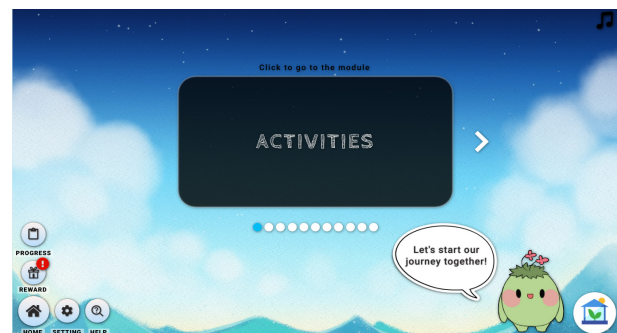 Click to go to the module
ACTIVITIES
Let's start our
journey together!
PROGRESS
!
REWARD
HOME SETTING HELP